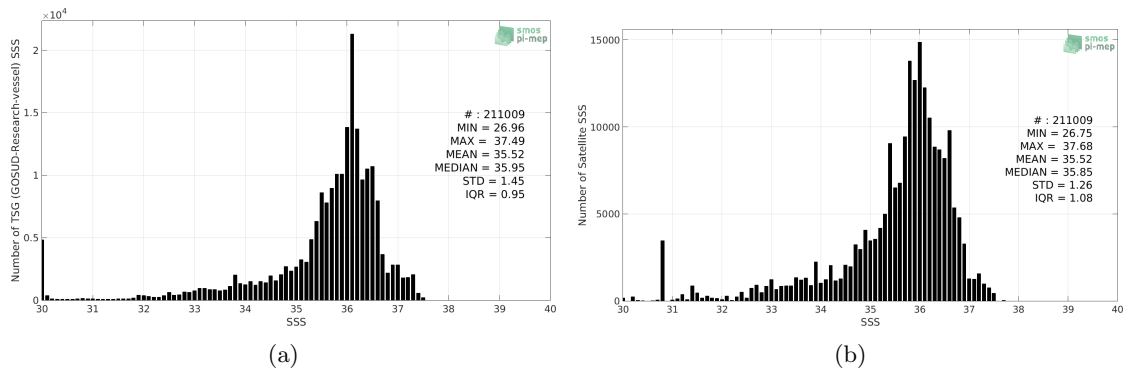 ×10⁴
Number of TSG (GOSUD-Research-vessel) SSS
2
1.5
1
0.5
0
smos
pi-mep
# : 211009
MIN = 26.96
MAX = 37.49
MEAN = 35.52
MEDIAN = 35.95
STD = 1.45
IQR = 0.95
30 31 32 33 34 35 36 37 38 39 40
SSS
(a)
Number of Satellite SSS
15000
10000
5000
0
smos
pi-mep
# : 211009
MIN = 26.75
MAX = 37.68
MEAN = 35.52
MEDIAN = 35.85
STD = 1.26
IQR = 1.08
30 31 32 33 34 35 36 37 38 39 40
SSS
(b)